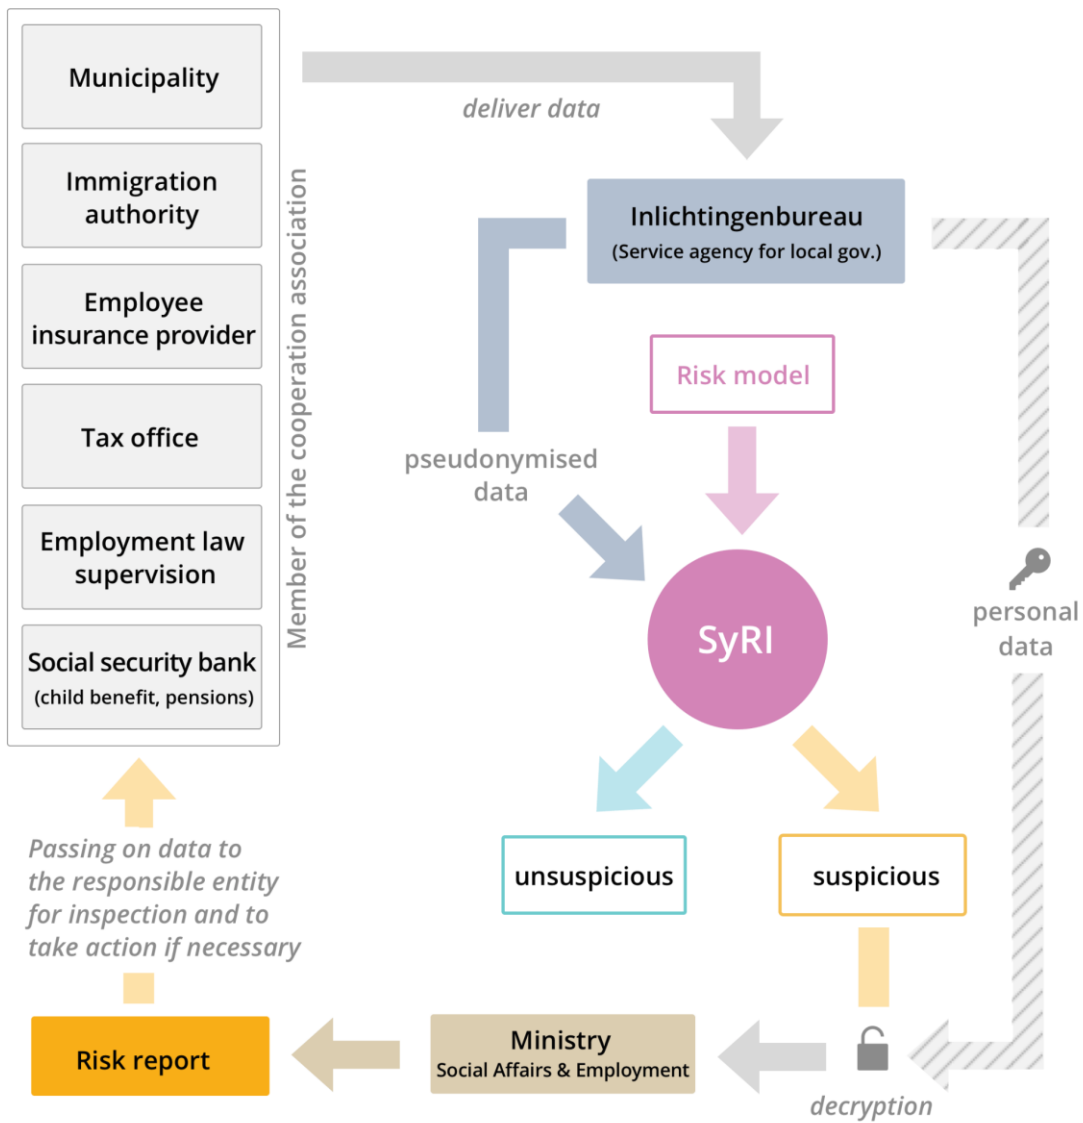 Municipality
Immigration
authority
Employee
insurance provider
Tax office
Employment law
supervision
Social security bank
(child benefit, pensions)
Member of the cooperation association
deliver data
Inlichtingenbureau
(Service agency for local gov.)
Risk model
pseudonymised
data
SyRI
personal
data
unsuspicious
suspicious
decryption
Ministry
Social Affairs & Employment
Risk report
Passing on data to
the responsible entity
for inspection and to
take action if necessary